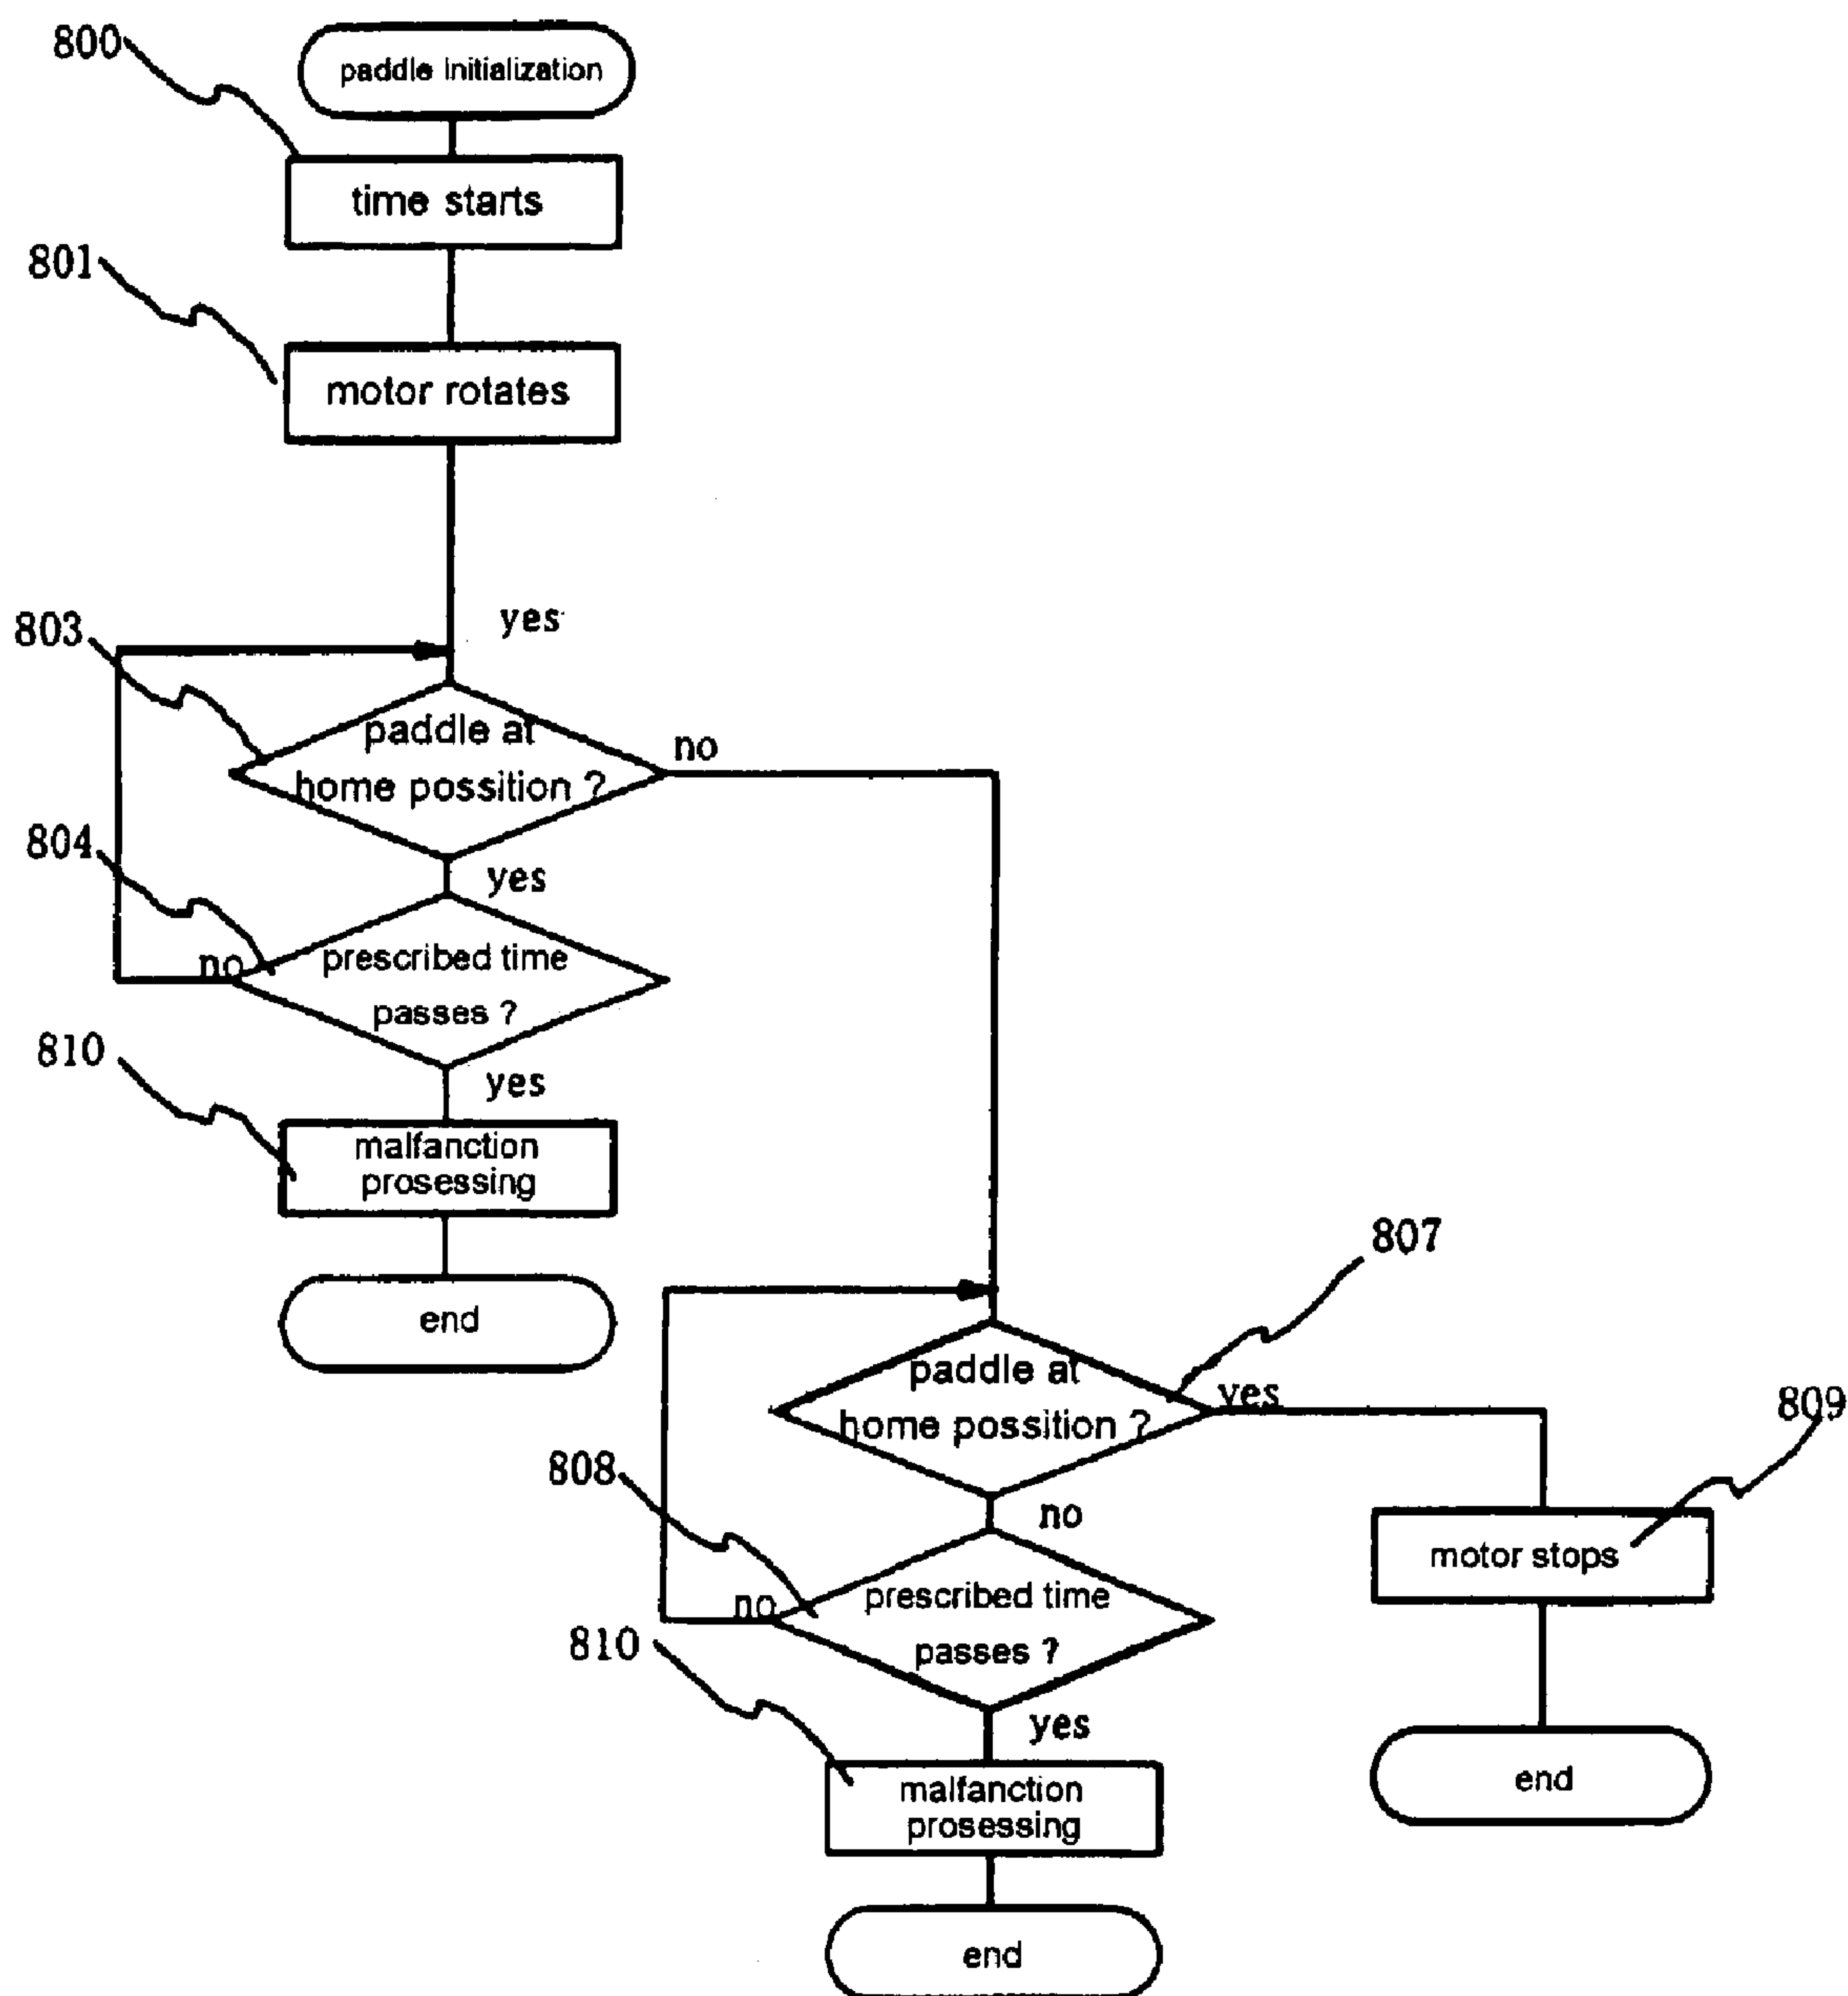 800
paddle initialization
time starts
801
motor rotates
yes
803
paddle at
home possition ?
no
804
yes
no
prescribed time
passes ?
810
yes
malfanction
prosessing
end
807
paddle at
home possition ?
yes
809
808
no
motor stops
no
prescribed time
passes ?
810
yes
malfanction
prosessing
end
end